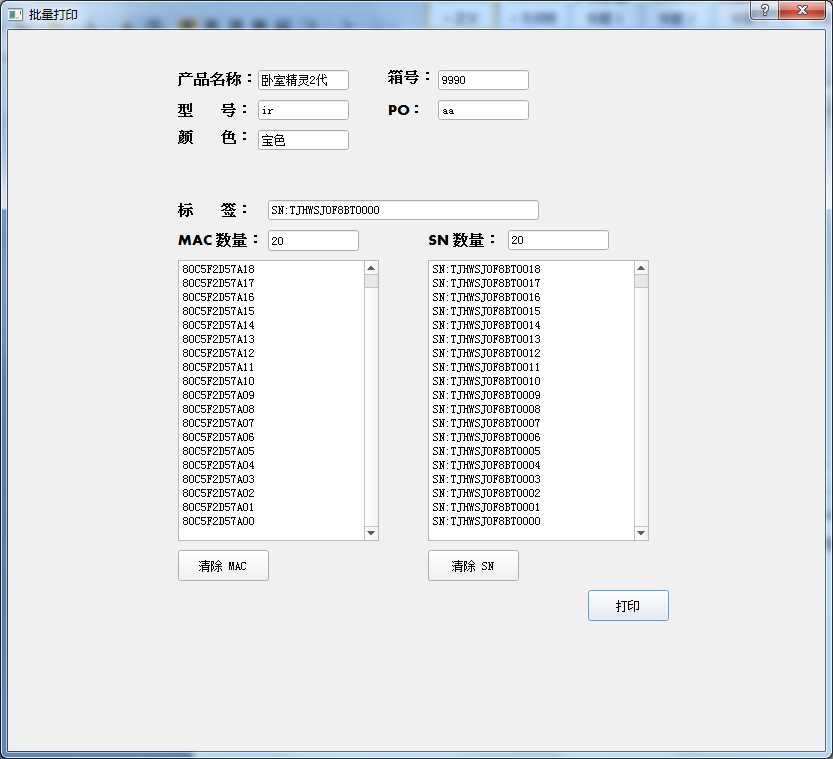 批量打印
产品名称： 卧室精灵2代 箱号： 9990
型 号： ir PO： aa
颜 色： 宝色
标 签： SN:TJHWSJOF8BT0000
MAC 数量： 20 SN 数量： 20
80C5F2D57A18 SN:TJHWSJOF8BT0018
80C5F2D57A17 SN:TJHWSJOF8BT0017
80C5F2D57A16 SN:TJHWSJOF8BT0016
80C5F2D57A15 SN:TJHWSJOF8BT0015
80C5F2D57A14 SN:TJHWSJOF8BT0014
80C5F2D57A13 SN:TJHWSJOF8BT0013
80C5F2D57A12 SN:TJHWSJOF8BT0012
80C5F2D57A11 SN:TJHWSJOF8BT0011
80C5F2D57A10 SN:TJHWSJOF8BT0010
80C5F2D57A09 SN:TJHWSJOF8BT0009
80C5F2D57A08 SN:TJHWSJOF8BT0008
80C5F2D57A07 SN:TJHWSJOF8BT0007
80C5F2D57A06 SN:TJHWSJOF8BT0006
80C5F2D57A05 SN:TJHWSJOF8BT0005
80C5F2D57A04 SN:TJHWSJOF8BT0004
80C5F2D57A03 SN:TJHWSJOF8BT0003
80C5F2D57A02 SN:TJHWSJOF8BT0002
80C5F2D57A01 SN:TJHWSJOF8BT0001
80C5F2D57A00 SN:TJHWSJOF8BT0000
清除 MAC 清除 SN
打印